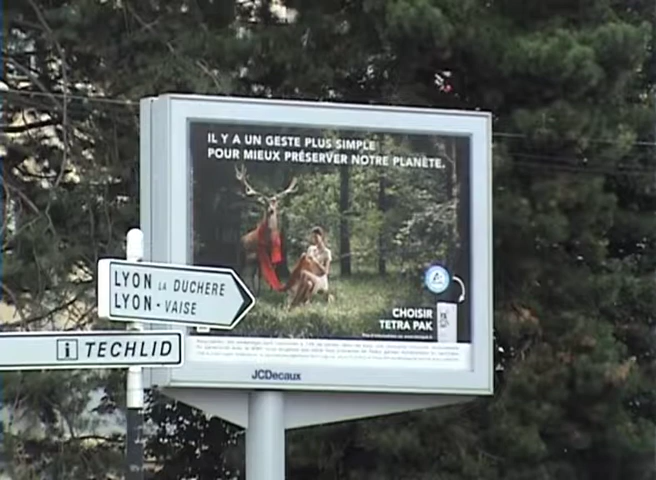 IL Y A UN GESTE PLUS SIMPLE
POUR MIEUX PRÉSERVER NOTRE PLANÈTE.
CHOISIR
TETRA PAK
JCDecaux
LYON LA DUCHERE
LYON-VAISE
i TECHLID